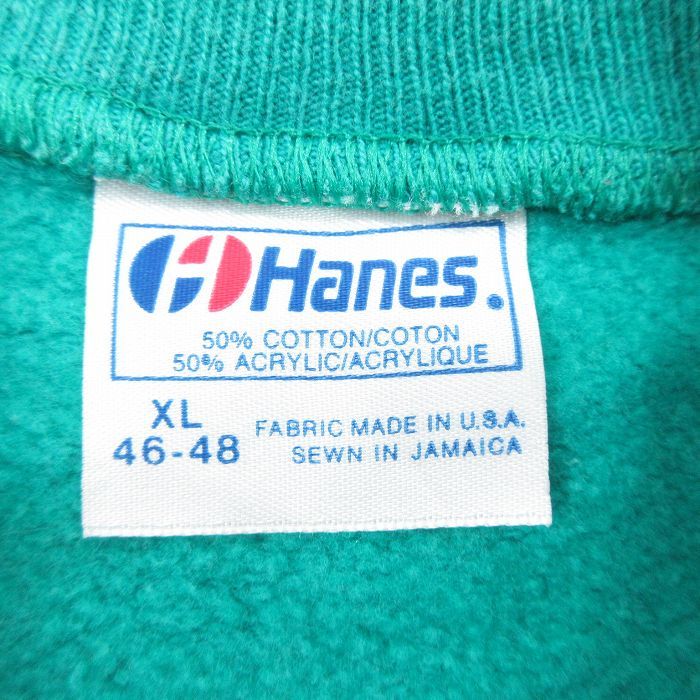 Hanes.
50% COTTON/COTON
50% ACRYLIC/ACRYLIQUE
XL
46-48
FABRIC MADE IN U.S.A.
SEWN IN JAMAICA